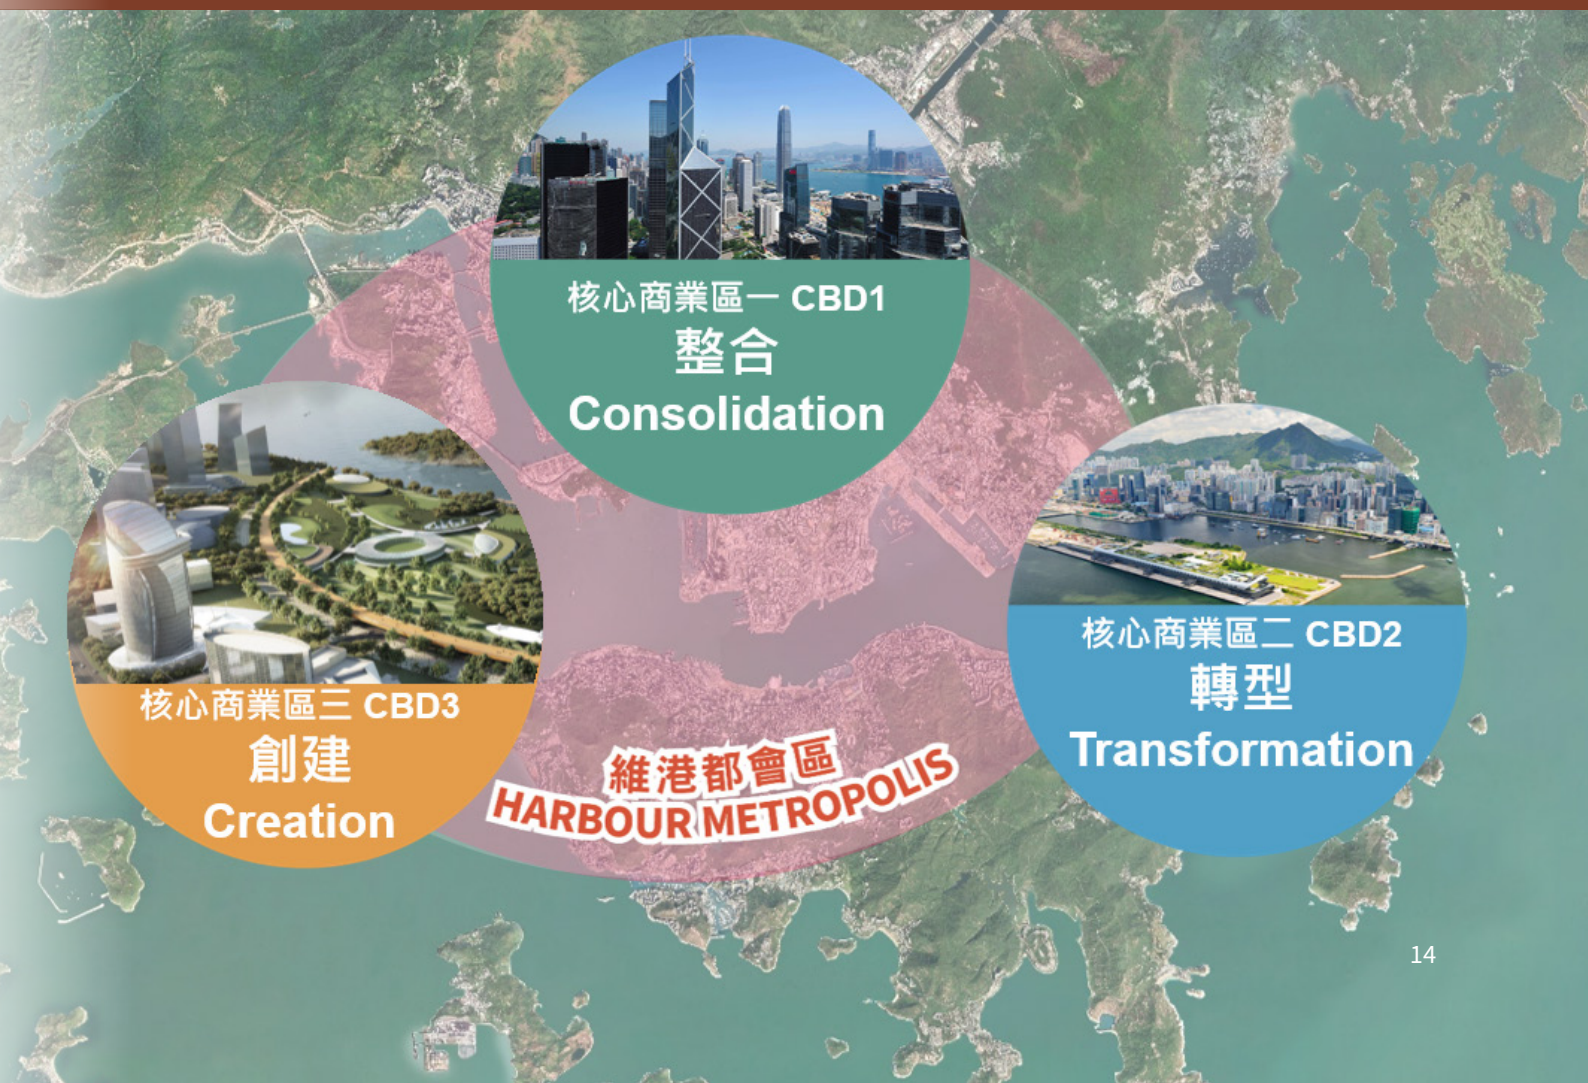 核心商業區一 CBD1
整合
Consolidation
核心商業區二 CBD2
轉型
Transformation
核心商業區三 CBD3
創建
Creation
維港都會區
HARBOUR METROPOLIS
14